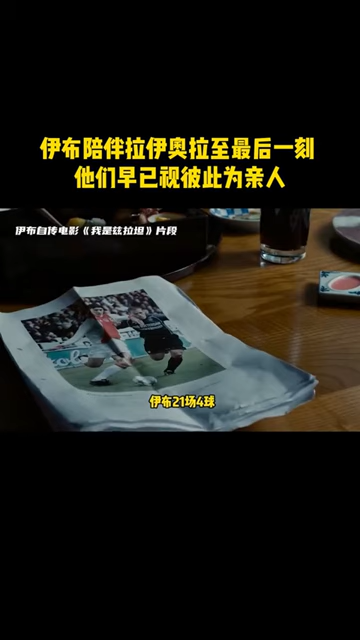 伊布陪伴拉伊奥拉至最后一刻
他们早已视彼此为亲人
伊布自传电影《我是兹拉坦》片段
伊布21场4球